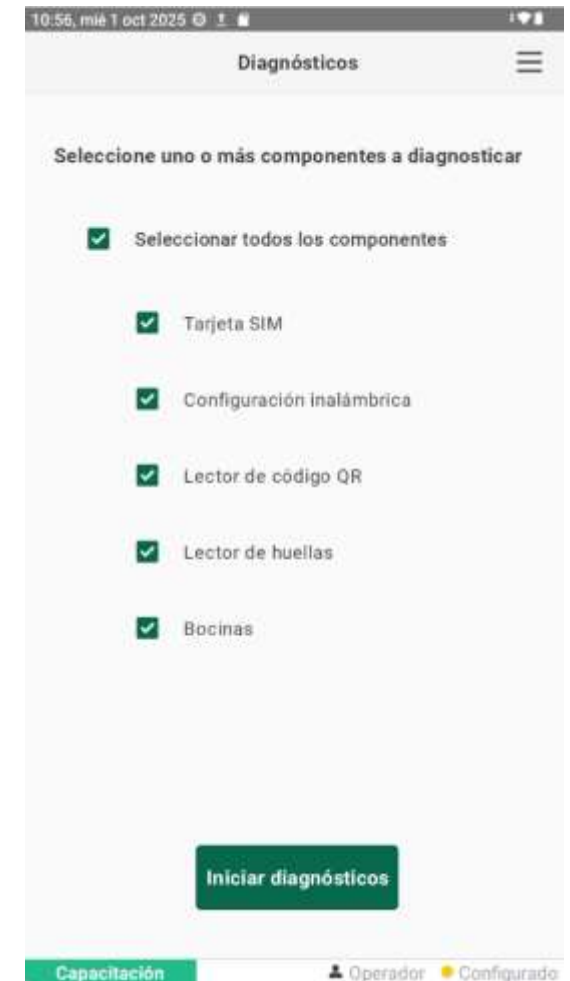 10:56, mié 1 oct 2025
Diagnósticos
Seleccione uno o más componentes a diagnosticar
Seleccionar todos los componentes
Tarjeta SIM
Configuración inalámbrica
Lector de código QR
Lector de huellas
Bocinas
Iniciar diagnósticos
Capacitación Operador Configurado